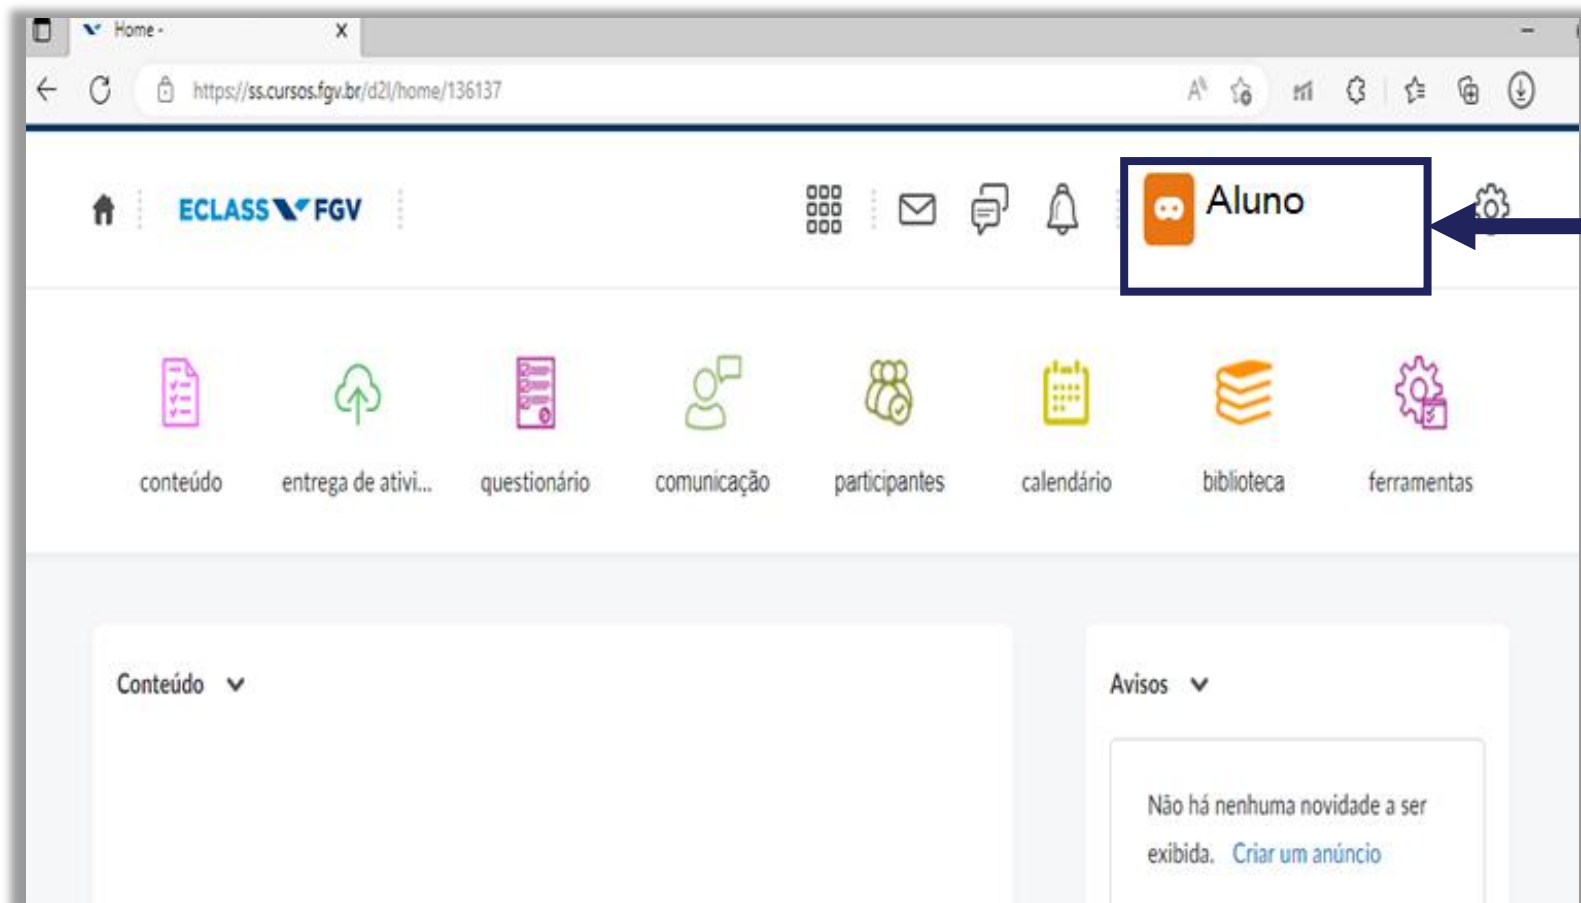 Home -
https://ss.cursos.fgv.br/d2l/home/136137
ECLASS FGV
Aluno
conteúdo
entrega de ativi...
questionário
comunicação
participantes
calendário
biblioteca
ferramentas
Conteúdo
Avisos
Não há nenhuma novidade a ser
exibida. Criar um anúncio